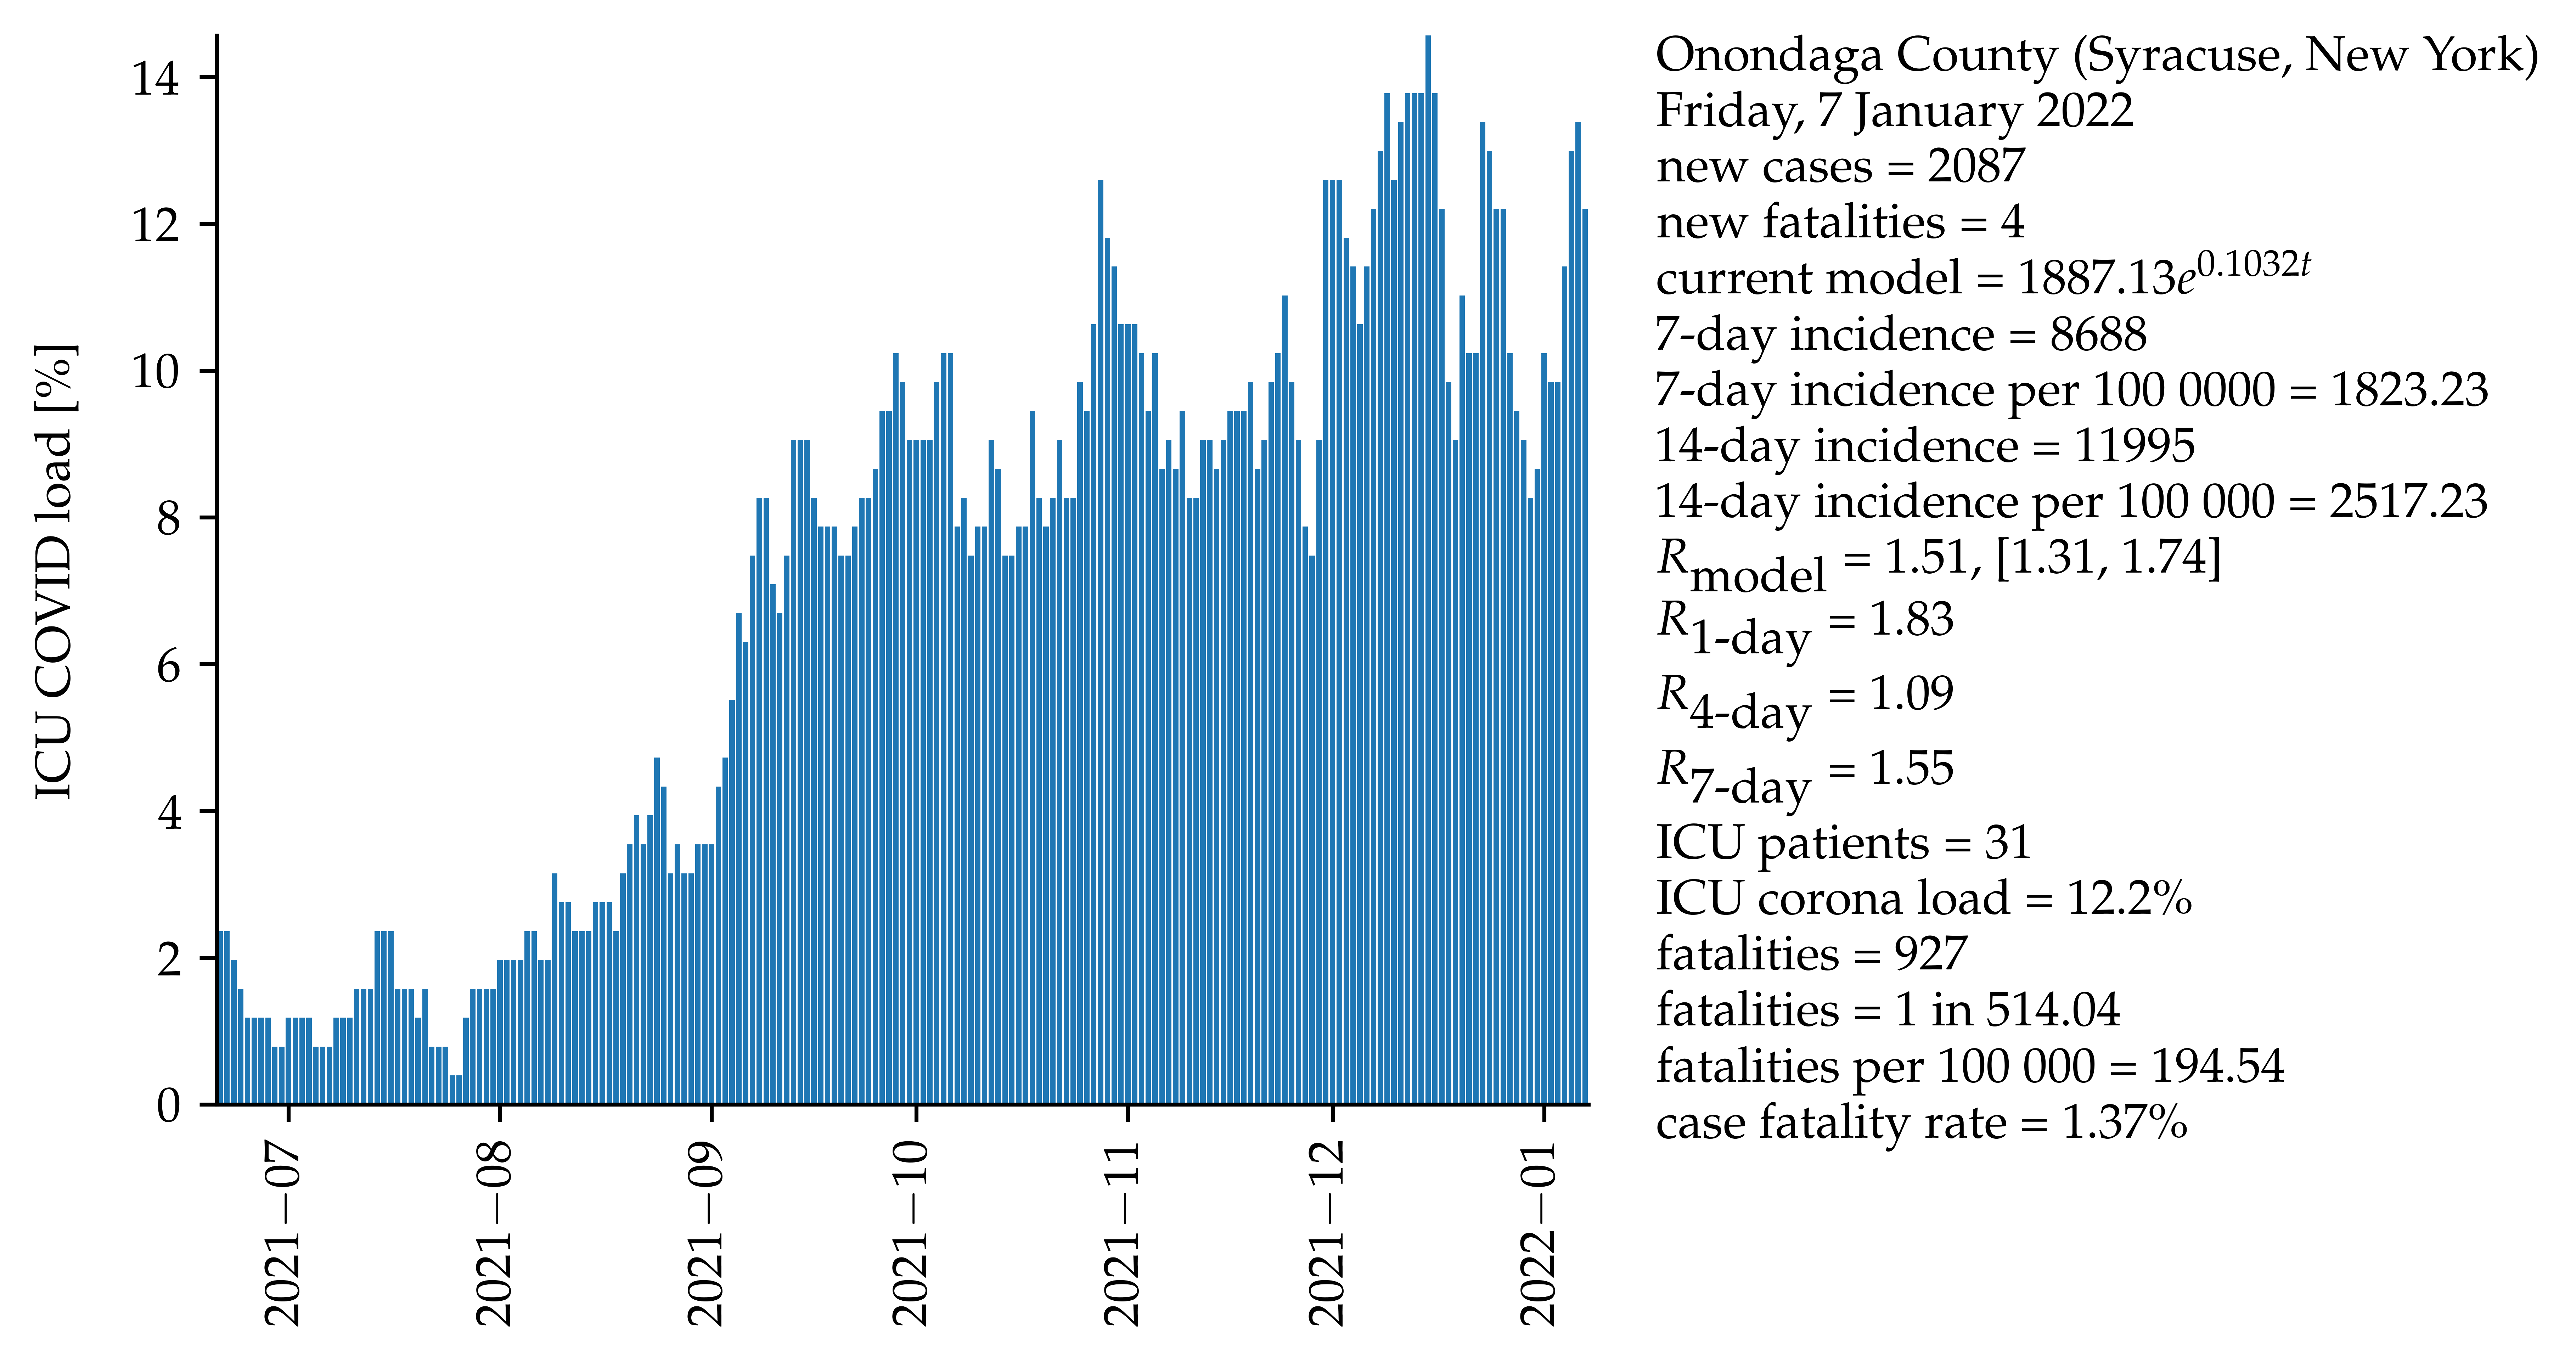 ICU COVID load [%]
14
12
10
8
6
4
2
0
2021−07
2021−08
2021−09
2021−10
2021−11
2021−12
2022−01
Onondaga County (Syracuse, New York)
Friday, 7 January 2022
new cases = 2087
new fatalities = 4
current model = 1887.13e^0.1032t
7-day incidence = 8688
7-day incidence per 100 0000 = 1823.23
14-day incidence = 11995
14-day incidence per 100 000 = 2517.23
R_model = 1.51, [1.31, 1.74]
R_1-day = 1.83
R_4-day = 1.09
R_7-day = 1.55
ICU patients = 31
ICU corona load = 12.2%
fatalities = 927
fatalities = 1 in 514.04
fatalities per 100 000 = 194.54
case fatality rate = 1.37%